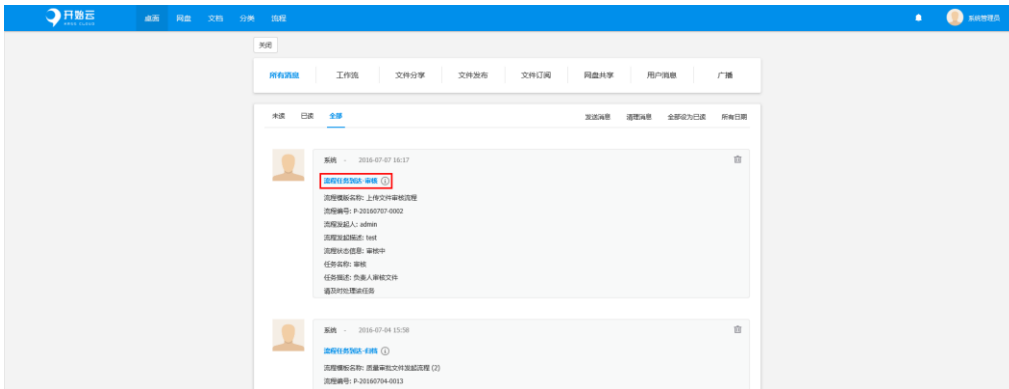 开始云
桌面 网盘 文档 分类 流程 系统管理员
关闭
所有消息 工作流 文件分享 文件发布 文件订阅 网盘共享 用户消息 广播
未读 已读 全部 发送消息 清理消息 全部设为已读 所有日期
系统 - 2016-07-07 16:17
流程任务到达-审核
流程模版名称: 上传文件审核流程
流程编号: P-20160707-0002
流程发起人: admin
流程发起描述: test
流程状态信息: 审核中
任务名称: 审核
任务描述: 负责人审核文件
请及时处理该任务
系统 - 2016-07-04 15:58
流程任务到达-归档
流程模板名称: 质量审批文件发起流程 (2)
流程编号: P-20160704-0013